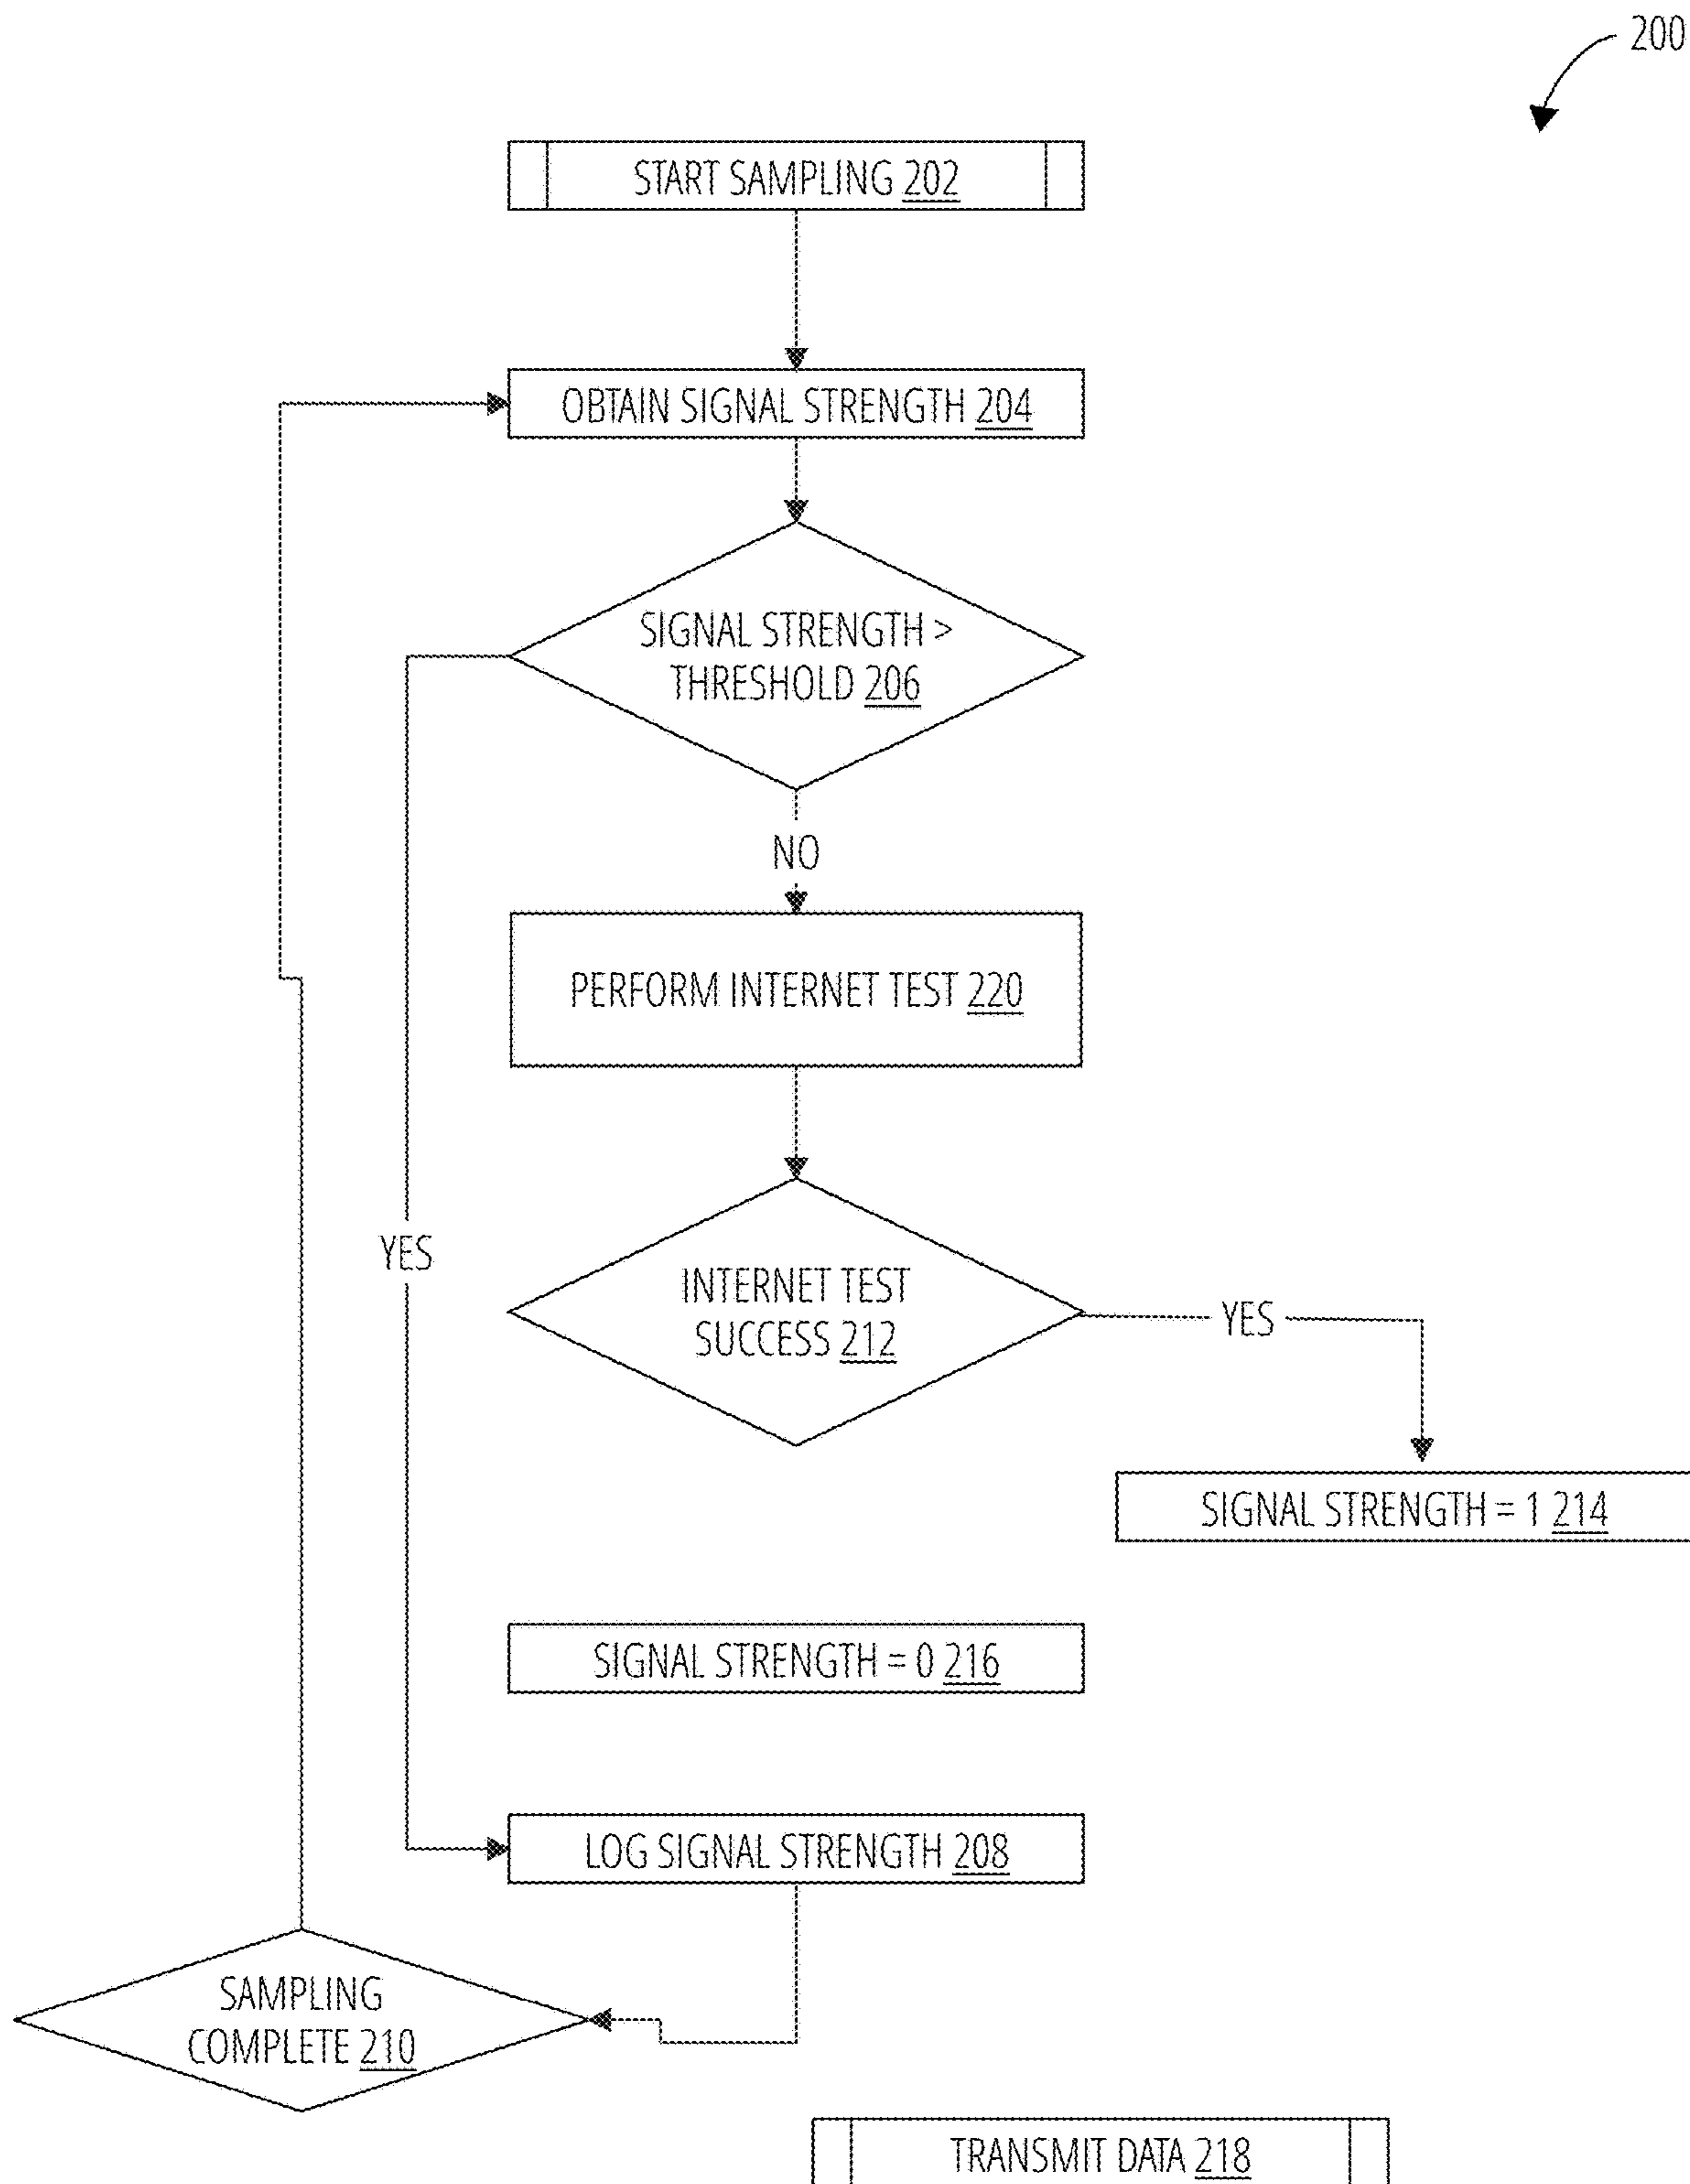 200
START SAMPLING 202
OBTAIN SIGNAL STRENGTH 204
SIGNAL STRENGTH >
THRESHOLD 206
NO
PERFORM INTERNET TEST 220
YES
INTERNET TEST
SUCCESS 212
YES
SIGNAL STRENGTH = 1 214
SIGNAL STRENGTH = 0 216
LOG SIGNAL STRENGTH 208
SAMPLING
COMPLETE 210
TRANSMIT DATA 218